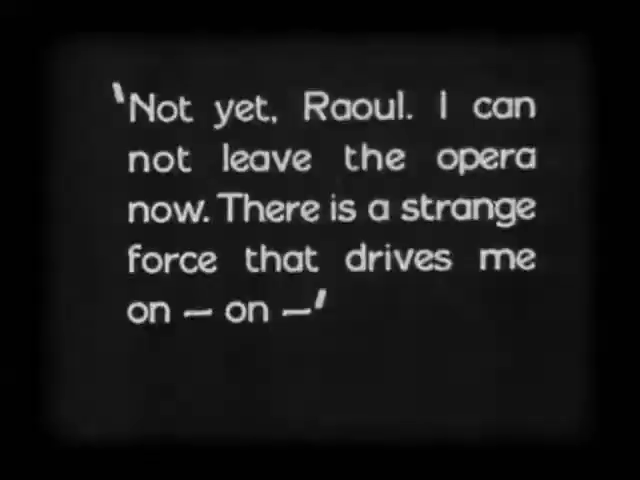 'Not yet, Raoul. I can
not leave the opera
now. There is a strange
force that drives me
on — on —'